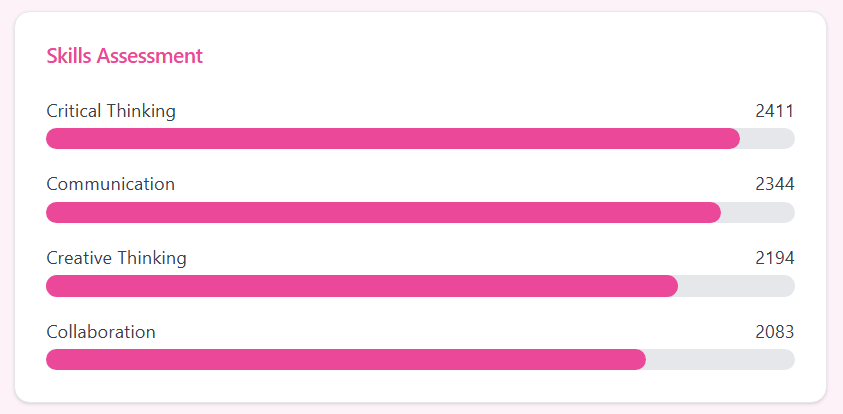 Skills Assessment
Critical Thinking 2411
Communication 2344
Creative Thinking 2194
Collaboration 2083